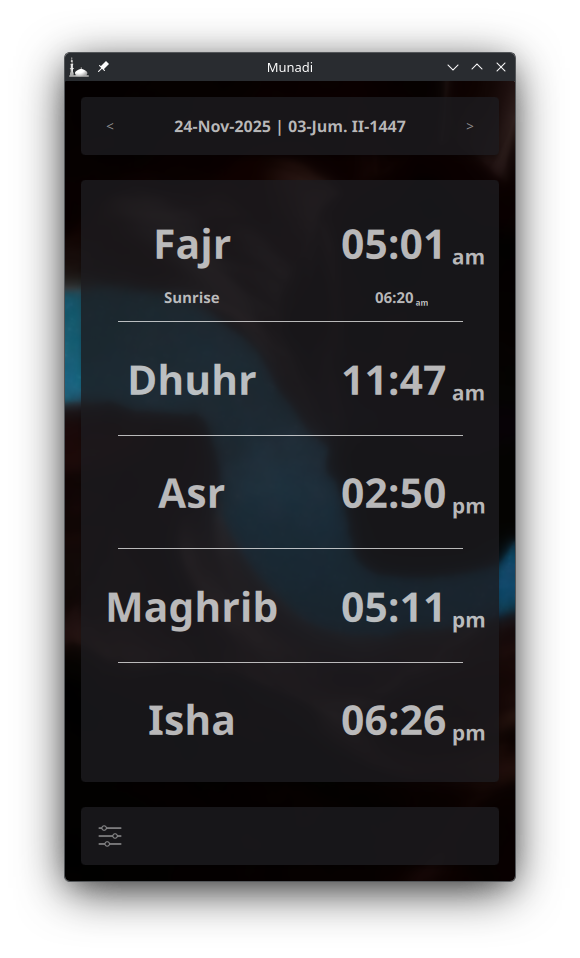 Munadi
< 24-Nov-2025 | 03-Jum. II-1447 >
Fajr 05:01 am
Sunrise 06:20 am
Dhuhr 11:47 am
Asr 02:50 pm
Maghrib 05:11 pm
Isha 06:26 pm